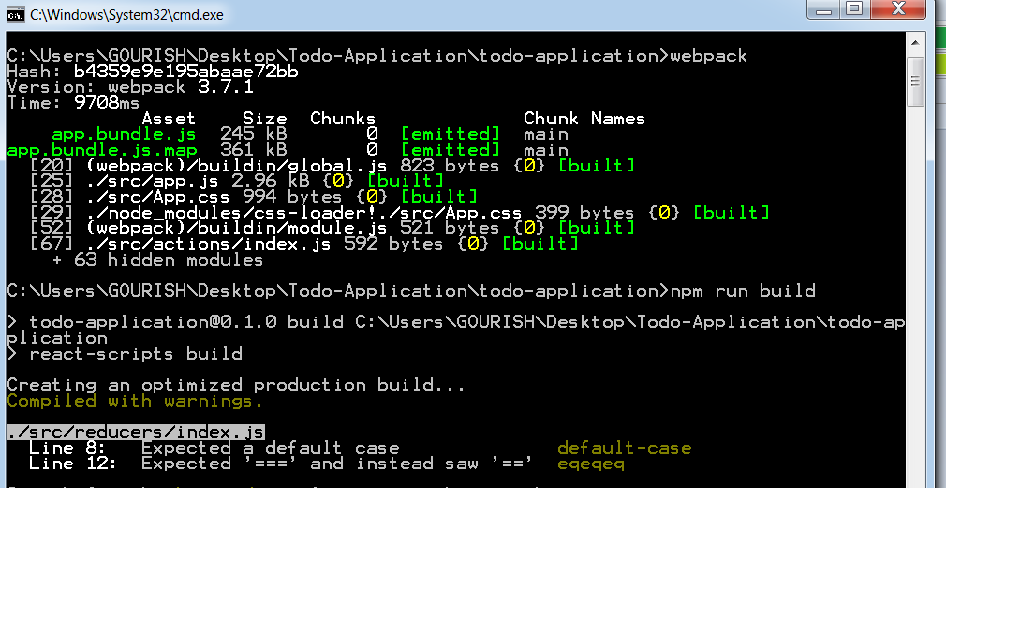 C:\Windows\System32\cmd.exe
C:\Users\GOURISH\Desktop\Todo-Application\todo-application>webpack
Hash: b4359e9e195abaae72bb
Version: webpack 3.7.1
Time: 9708ms
Asset Size Chunks Chunk Names
app.bundle.js 245 kB 0 [emitted] main
app.bundle.js.map 361 kB 0 [emitted] main
[20] (webpack)/buildin/global.js 823 bytes {0} [built]
[25] ./src/app.js 2.96 kB {0} [built]
[28] ./src/App.css 994 bytes {0} [built]
[29] ./node_modules/css-loader!./src/App.css 399 bytes {0} [built]
[52] (webpack)/buildin/module.js 521 bytes {0} [built]
[67] ./src/actions/index.js 592 bytes {0} [built]
+ 63 hidden modules
C:\Users\GOURISH\Desktop\Todo-Application\todo-application>npm run build
> todo-application@0.1.0 build C:\Users\GOURISH\Desktop\Todo-Application\todo-ap
plication
> react-scripts build
Creating an optimized production build...
Compiled with warnings.
./src/reducers/index.js
Line 8: Expected a default case default-case
Line 12: Expected '===' and instead saw '==' eqeqeq